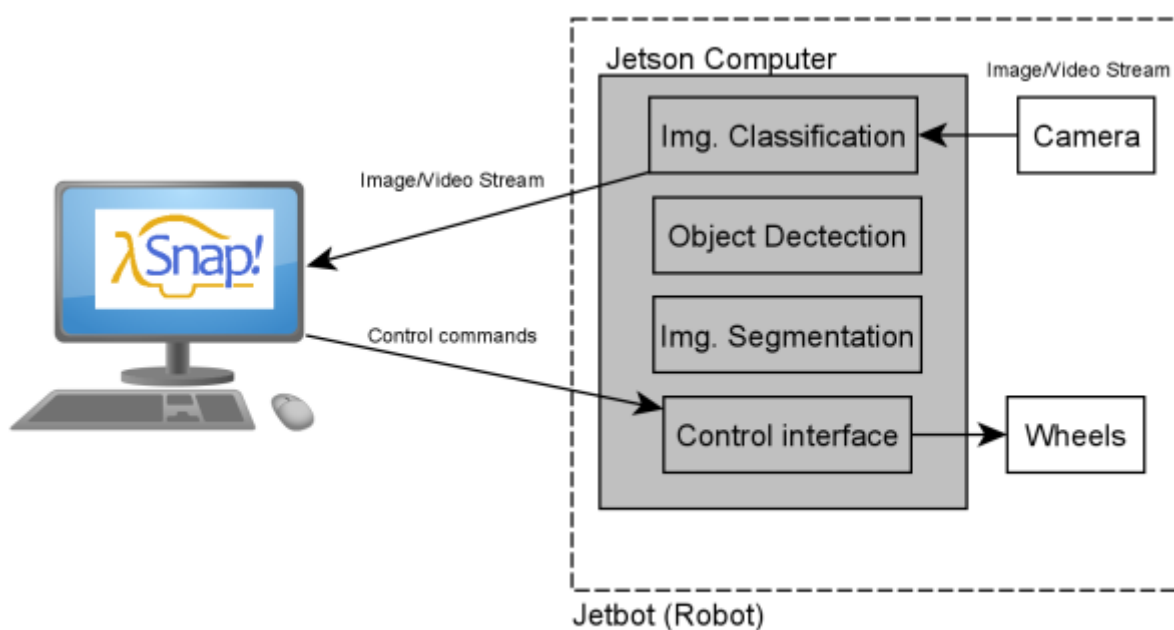 Jetson Computer
Image/Video Stream
Img. Classification
Camera
Image/Video Stream
λSnap!
Object Dectection
Img. Segmentation
Control commands
Control interface
Wheels
Jetbot (Robot)